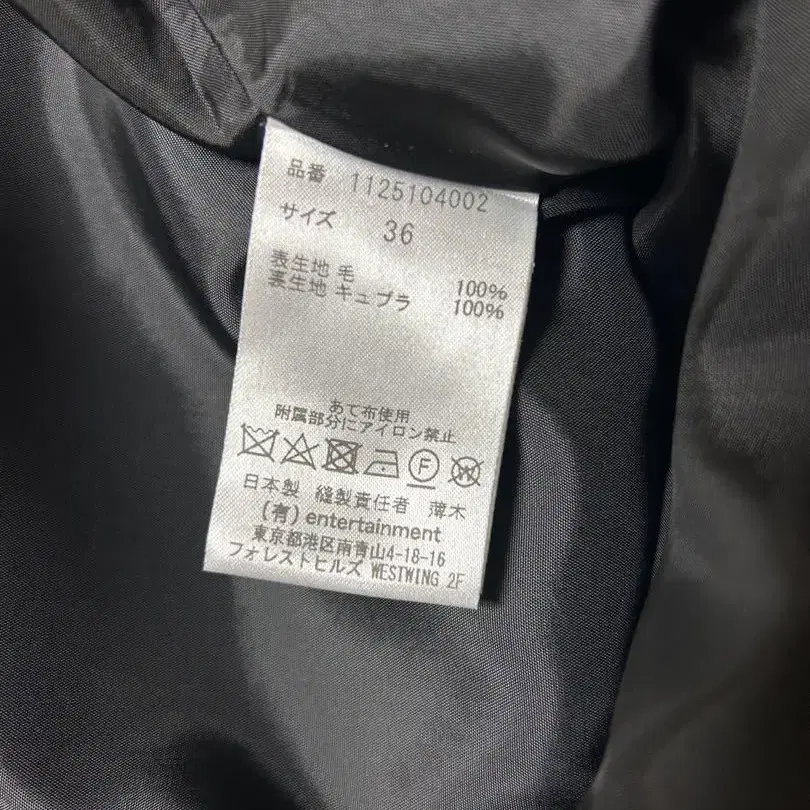 品番 1125104002
サイズ 36
表生地 毛 100%
裏生地 キュプラ 100%
あて布使用
附属部分にアイロン禁止
F W
日本製 縫製責任者 薄木
(有) entertainment
東京都港区南青山4-18-16
フォレストヒルズ WESTWING 2F